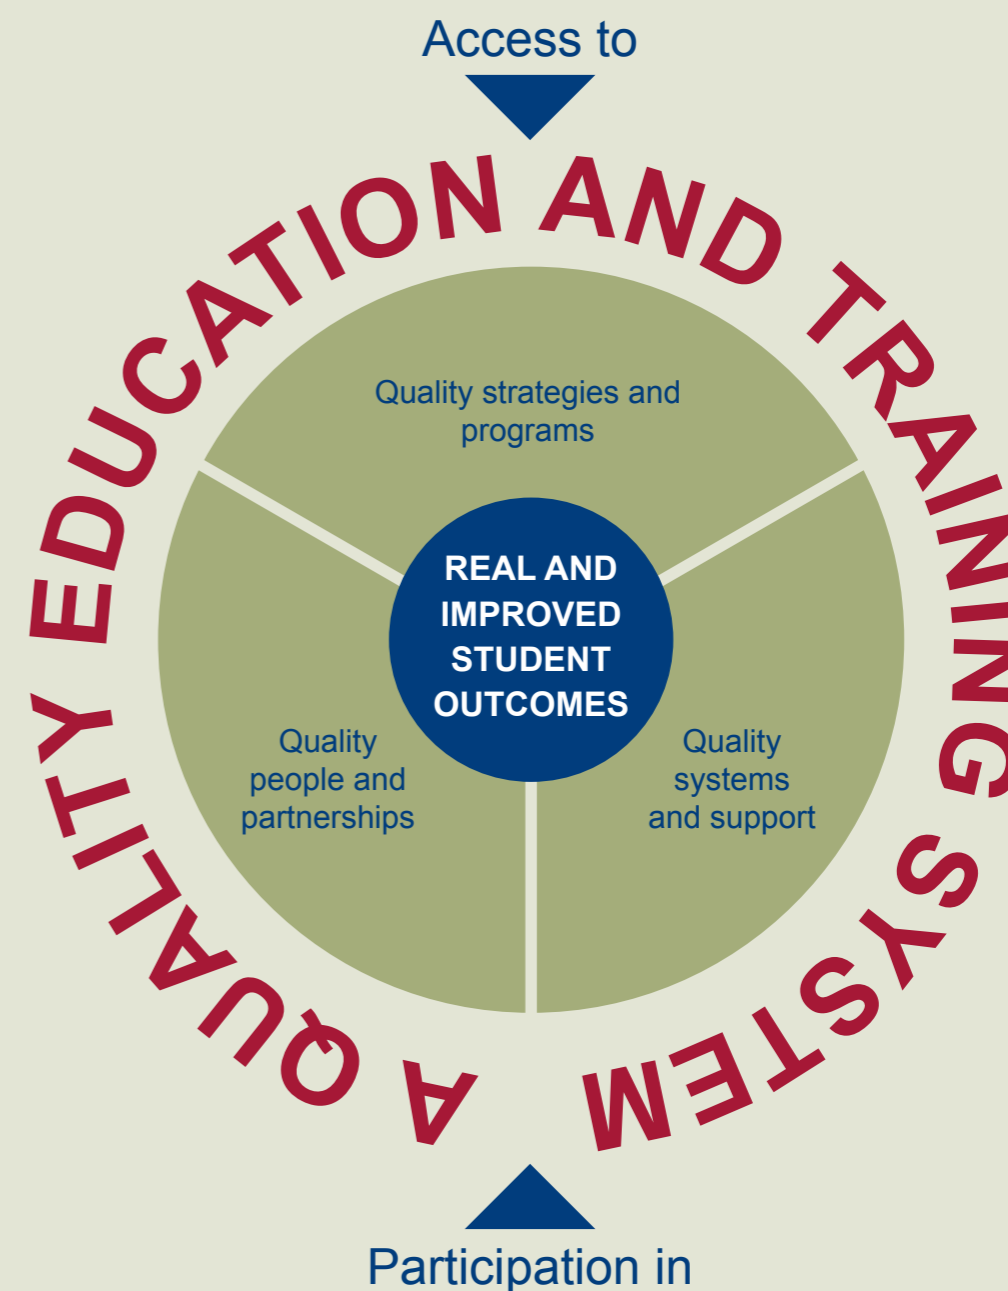 Access to
A QUALITY EDUCATION AND TRAINING SYSTEM
Quality strategies and
programs
REAL AND
IMPROVED
STUDENT
OUTCOMES
Quality
people and
partnerships
Quality
systems
and support
Participation in